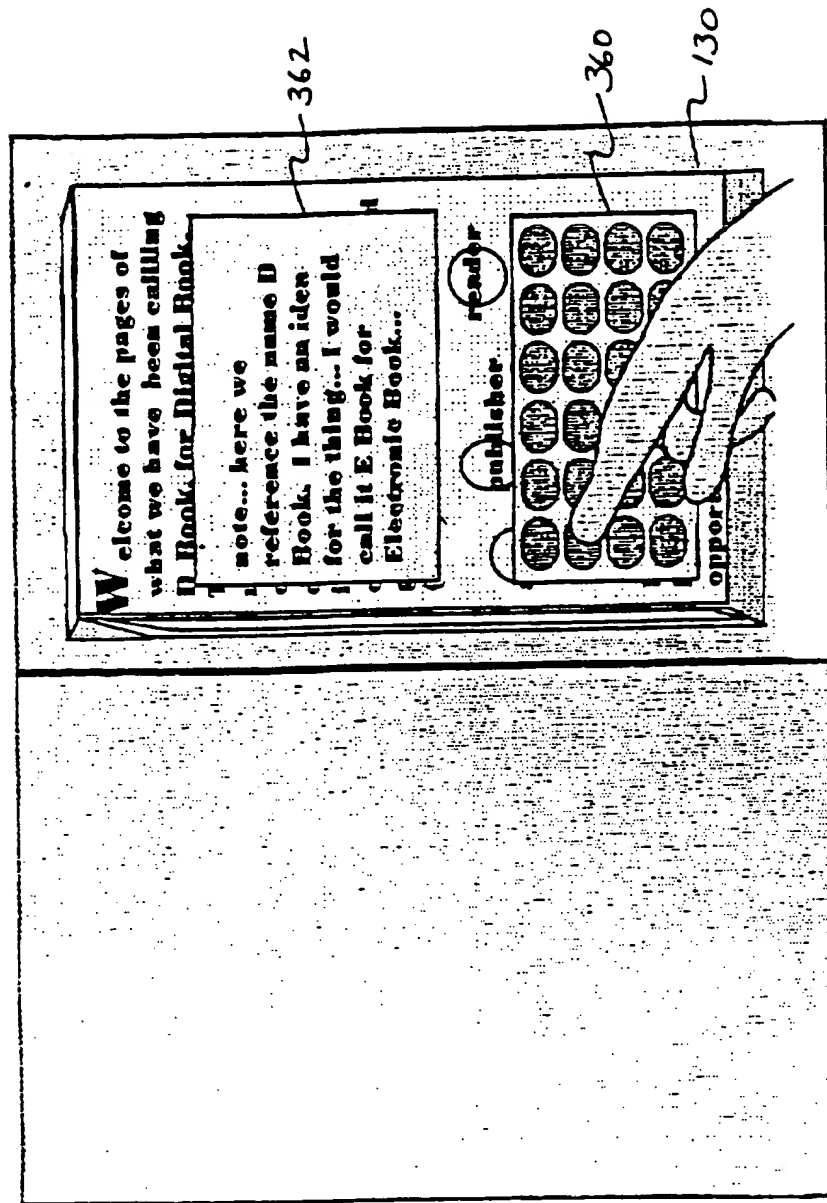 Welcome to the pages of
what we have been calling
D Book, for Digital Book.
note... here we
reference the name D
Book. I have an idea
for the thing... I would
call it E Book for
Electronic Book...
publisher reader
oppor
362
360
130